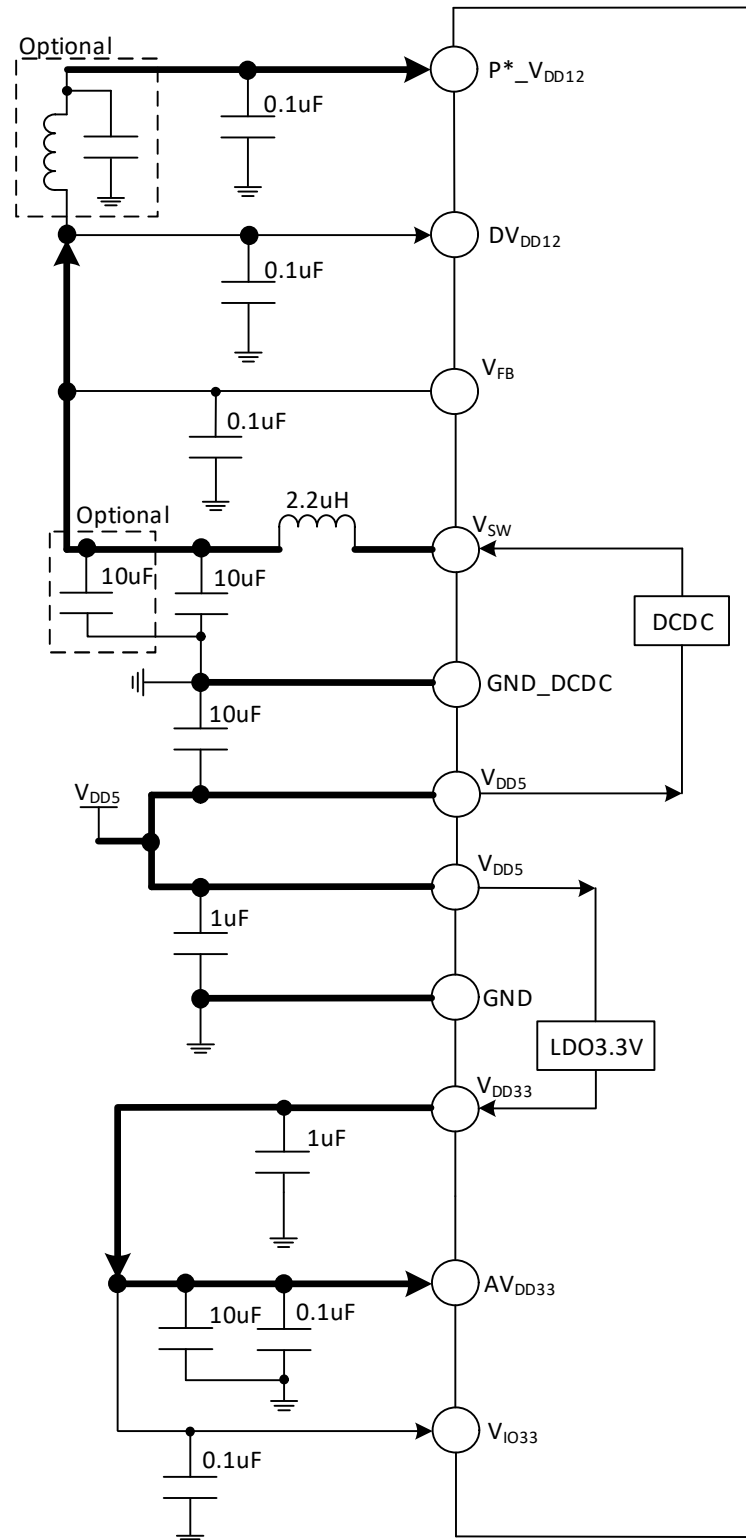 Optional
P*_VDD12
0.1uF
DVDD12
0.1uF
VFB
0.1uF
2.2uH
Optional
VSW
10uF
10uF
DCDC
GND_DCDC
10uF
VDD5
VDD5
VDD5
1uF
GND
LDO3.3V
VDD33
1uF
AVDD33
10uF
0.1uF
VIO33
0.1uF